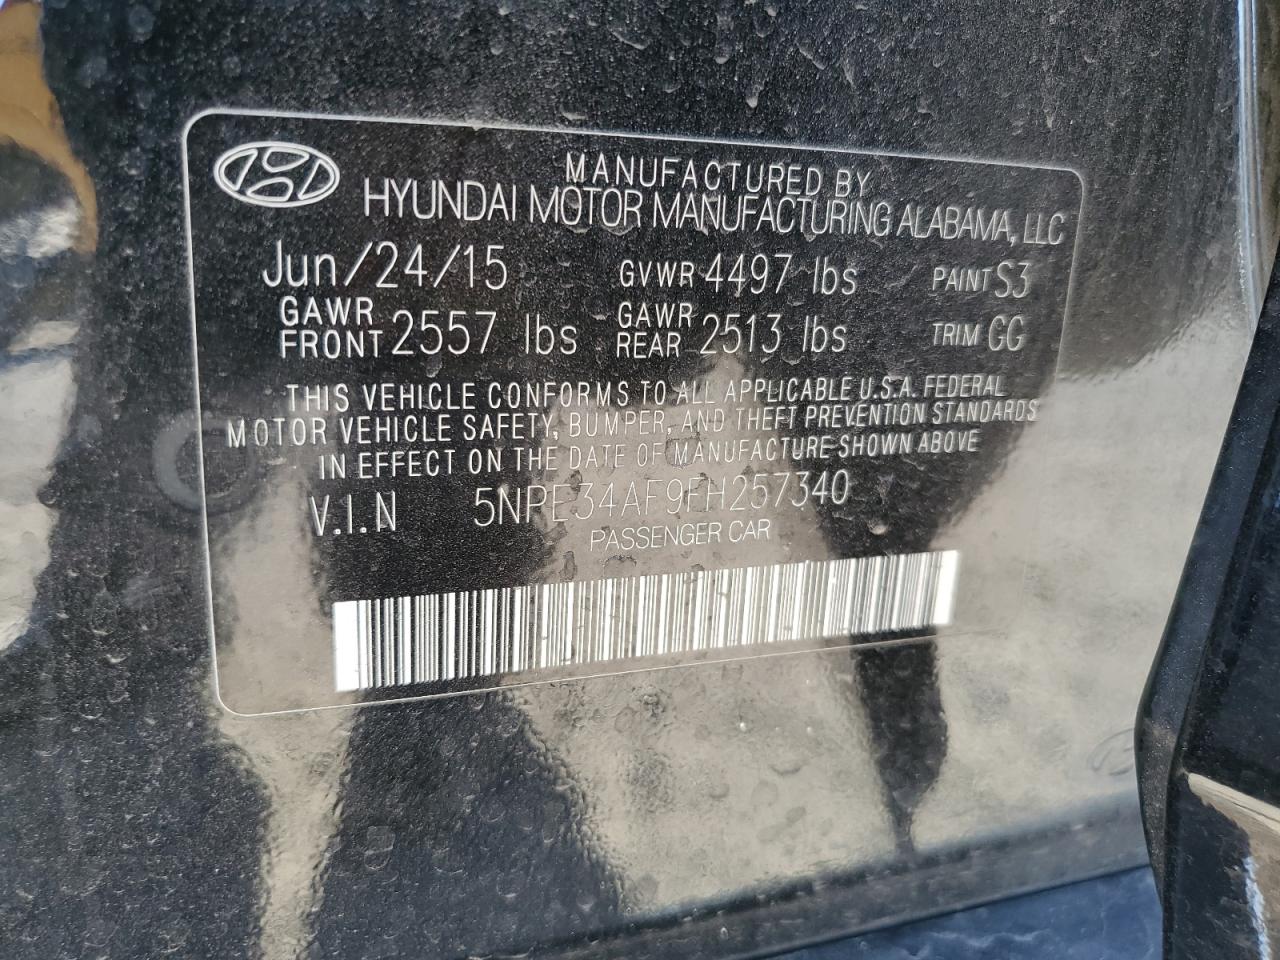 MANUFACTURED BY
HYUNDAI MOTOR MANUFACTURING ALABAMA, LLC
Jun/24/15 GVWR 4497 lbs PAINT S3
GAWR FRONT 2557 lbs GAWR REAR 2513 lbs TRIM GG
THIS VEHICLE CONFORMS TO ALL APPLICABLE U.S.A. FEDERAL
MOTOR VEHICLE SAFETY, BUMPER, AND THEFT PREVENTION STANDARDS
IN EFFECT ON THE DATE OF MANUFACTURE SHOWN ABOVE
V.I.N 5NPE34AF9FH257340
PASSENGER CAR